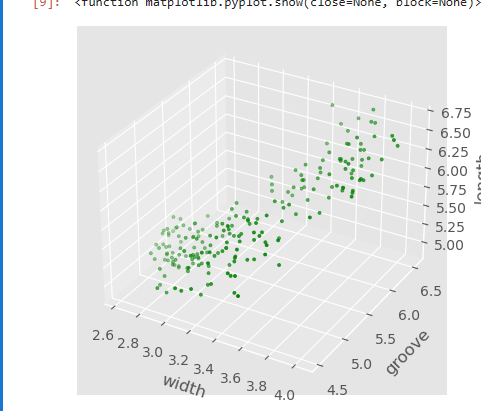 [9]: <function matplotlib.pyplot.show(close=None, block=None)>
6.75
6.50
6.25
6.00
5.75
5.50
5.25
5.00
length
6.5
6.0
5.5
5.0
4.5
groove
2.6 2.8 3.0 3.2 3.4 3.6 3.8 4.0
width